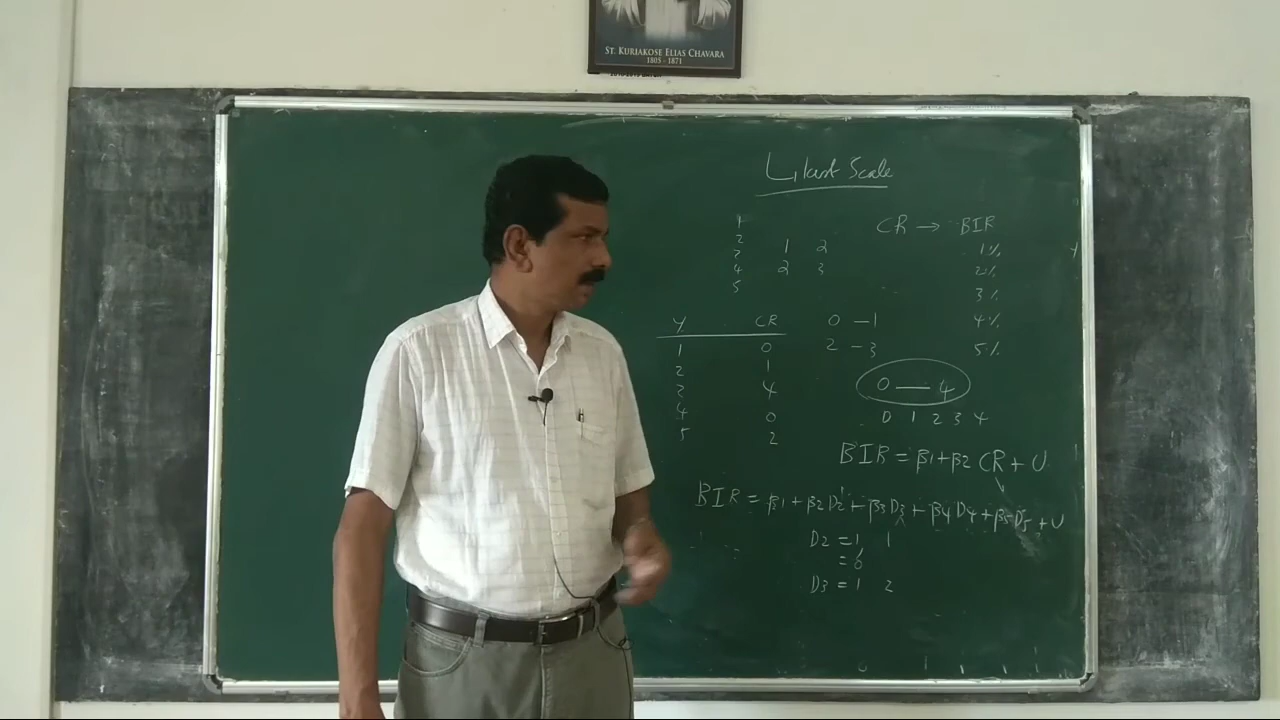 ST. KURIAKOSE ELIAS CHAVARA
1805 - 1871
Likert Scale
1
2
3
4
5
1 2
2 3
CR → BIR
1%
2%
3%
4%
5%
Y CR
1 0
2 1
3 4
4 0
5 2
0 — 1
2 — 3
0 — 4
0 1 2 3 4
BIR = β1 + β2 CR + U
BIR = β1 + β2 D2 + β3 D3 + β4 D4 + β5 D5 + U
D2 = 1, 1
= 0
D3 = 1 2